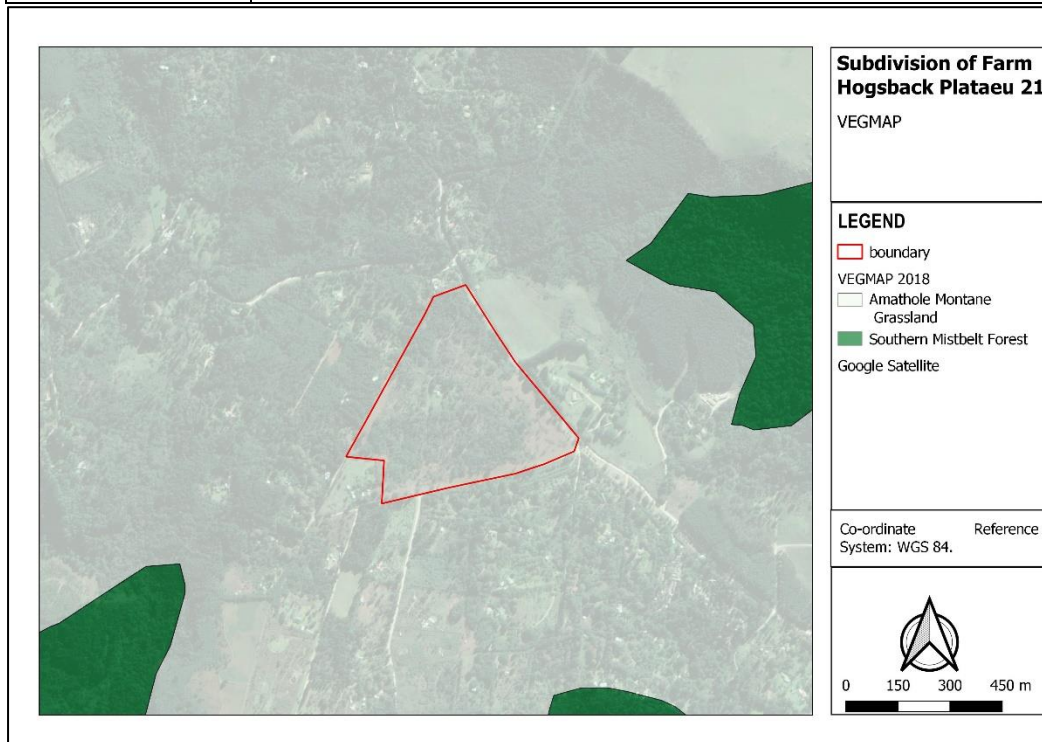 Subdivision of Farm
Hogsback Plataeu 21
VEGMAP
LEGEND
boundary
VEGMAP 2018
Amathole Montane
Grassland
Southern Mistbelt Forest
Google Satellite
Co-ordinate Reference
System: WGS 84.
0 150 300 450 m